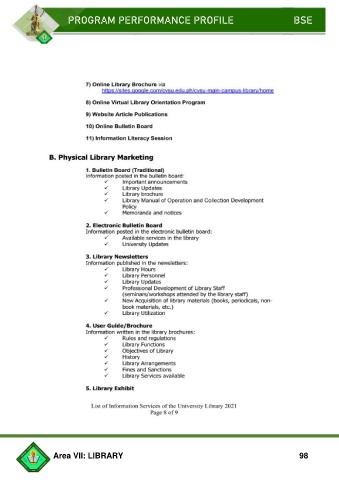 PROGRAM PERFORMANCE PROFILE BSE
7) Online Library Brochure via
https://sites.google.com/cvsu.edu.ph/cvsu-main-campus-library/home
8) Online Virtual Library Orientation Program
9) Website Article Publications
10) Online Bulletin Board
11) Information Literacy Session
B. Physical Library Marketing
1. Bulletin Board (Traditional)
Information posted in the bulletin board:
✓ Important announcements
✓ Library Updates
✓ Library brochure
✓ Library Manual of Operation and Collection Development
Policy
✓ Memoranda and notices
2. Electronic Bulletin Board
Information posted in the electronic bulletin board:
✓ Available services in the library
✓ University Updates
3. Library Newsletters
Information published in the newsletters:
✓ Library Hours
✓ Library Personnel
✓ Library Updates
✓ Professional Development of Library Staff
(seminars/workshops attended by the library staff)
✓ New Acquisition of library materials (books, periodicals, non-
book materials, etc.)
✓ Library Utilization
4. User Guide/Brochure
Information written in the library brochures:
✓ Rules and regulations
✓ Library Functions
✓ Objectives of Library
✓ History
✓ Library Arrangements
✓ Fines and Sanctions
✓ Library Services available
5. Library Exhibit
List of Information Services of the University Library 2021
Page 8 of 9
Area VII: LIBRARY 98